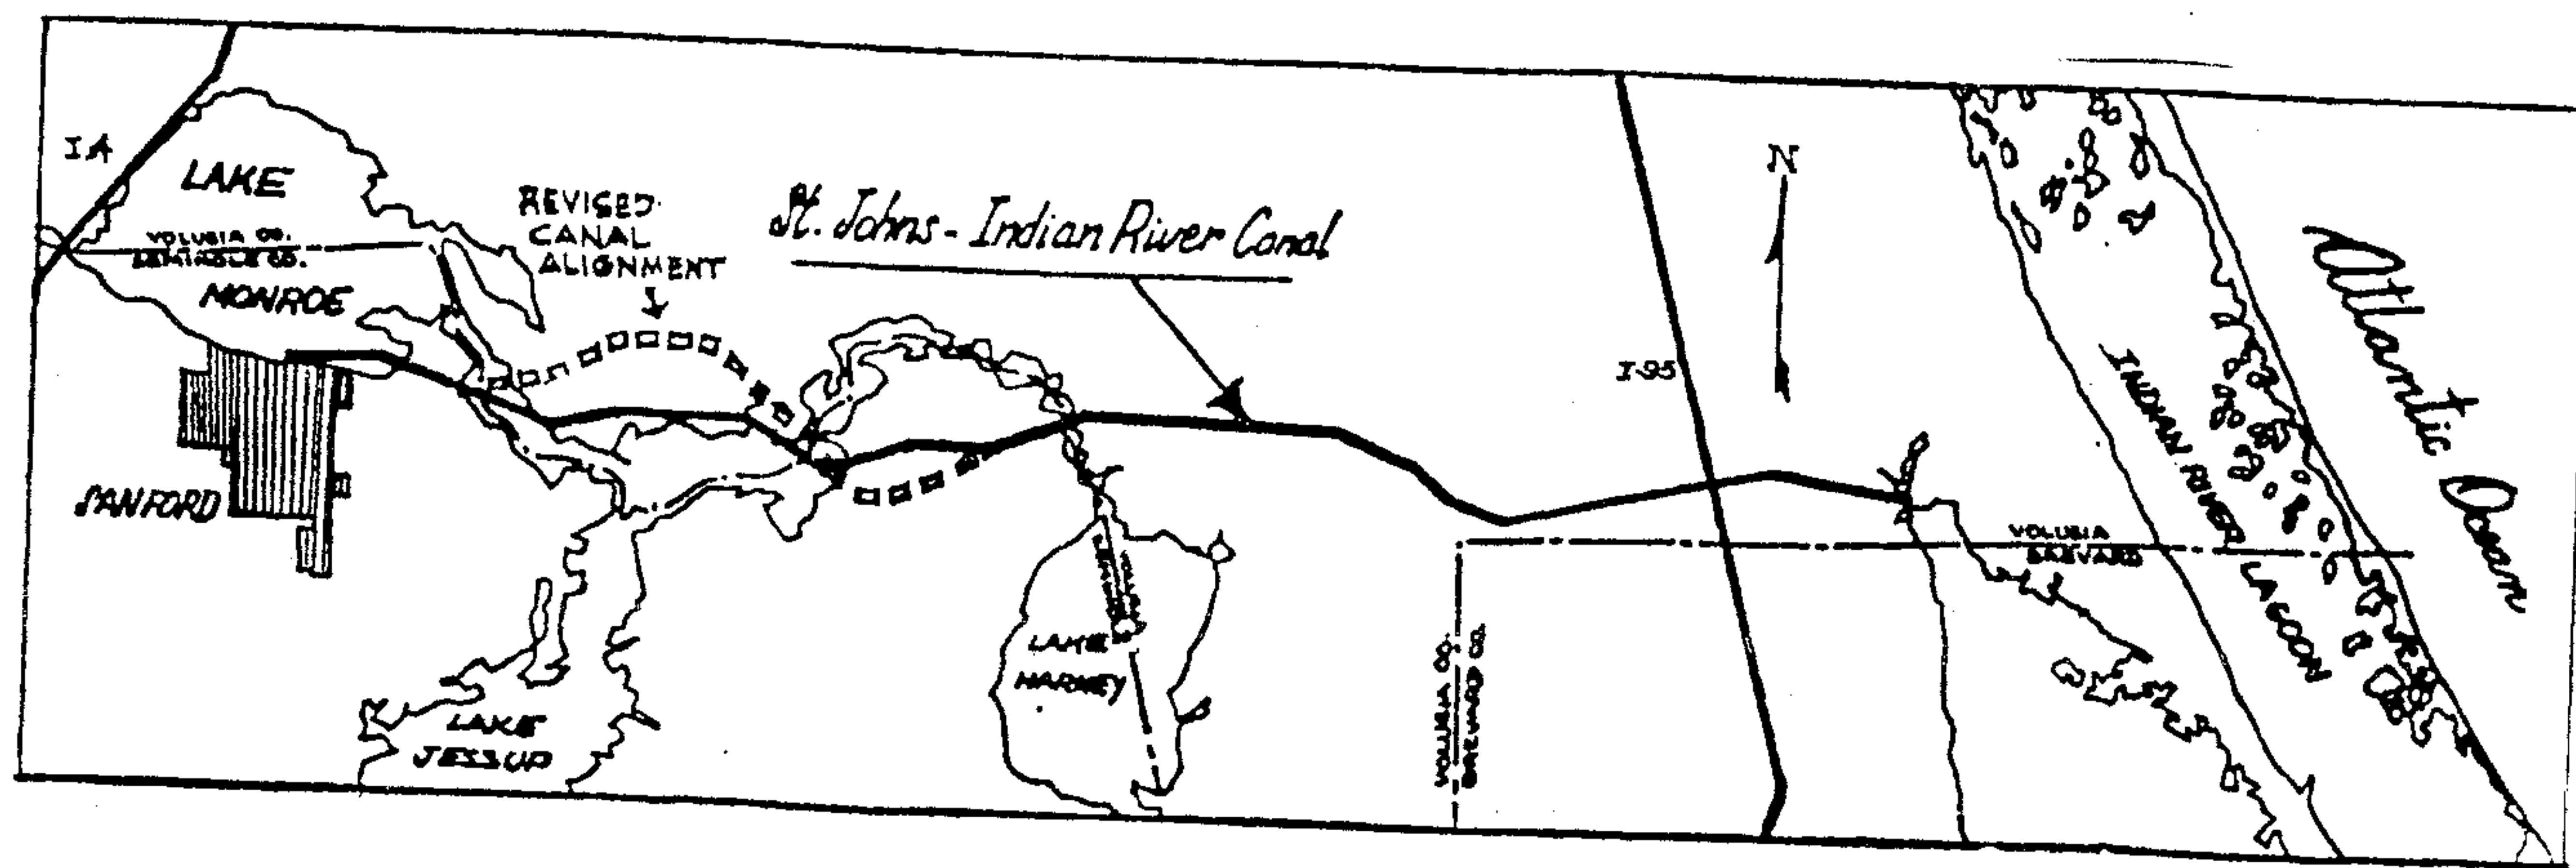 I-4
LAKE
VOLUSIA CO.
SEMINOLE CO.
MONROE
REVISED
CANAL
ALIGNMENT
St. Johns - Indian River Canal
SANFORD
LAKE
JESSUP
LAKE
HARNEY
I-95
N
VOLUSIA CO.
BREVARD CO.
VOLUSIA
BREVARD
INDIAN RIVER LAGOON
Atlantic Ocean